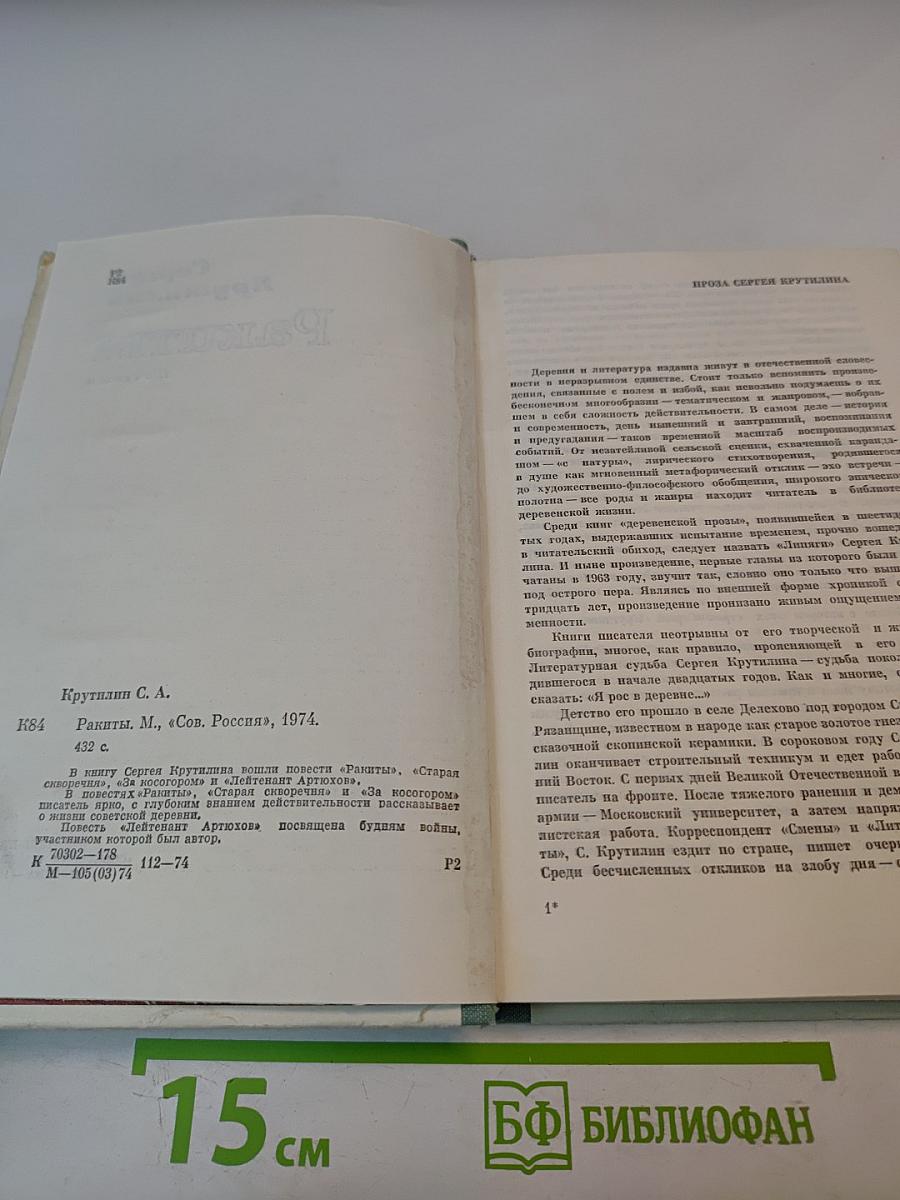 Р2
К84
Крутилин С. А.
К84 Ракиты. М., «Сов. Россия», 1974.
432 с.
В книгу Сергея Крутилина вошли повести «Ракиты», «Старая
скворечня», «За косогором» и «Лейтенант Артюхов».
В повестях «Ракиты», «Старая скворечня» и «За косогором»
писатель ярко, с глубоким знанием действительности рассказывает
о жизни советской деревни.
Повесть «Лейтенант Артюхов» посвящена будням войны,
участником которой был автор.
К 70302—178
М—105(03)74 112—74 Р2
ПРОЗА СЕРГЕЯ КРУТИЛИНА
Деревня и литература издавна живут в отечественной словес-
ности в неразрывном единстве. Стоит только вспомнить произве-
дения, связанные с полем и избой, как невольно подумаешь о их
бесконечном многообразии — тематическом и жанровом, — вобрав-
шем в себя сложность действительности. В самом деле — история
и современность, день нынешний и завтрашний, воспоминания
и предугадания — таков временной масштаб воспроизводимых
событий. От незатейливой сельской сценки, схваченной каранда-
шом — «с натуры», лирического стихотворения, родившегося
в душе как мгновенный метафорический отклик — эхо встречи —
до художественно-философского обобщения, широкого эпическо
полотна — все роды и жанры находит читатель в библиоте
деревенской жизни.
Среди книг «деревенской прозы», появившейся в шестид
тых годах, выдержавших испытание временем, прочно вошед
в читательский обиход, следует назвать «Липяги» Сергея К
лина. И ныне произведение, первые главы из которого были
чатаны в 1963 году, звучит так, словно оно только что выш
под острого пера. Являясь по внешней форме хроникой с
тридцать лет, произведение пронизано живым ощущением
менности.
Книги писателя неотрывны от его творческой и ж
биографии, многое, как правило, проясняющей в его
Литературная судьба Сергея Крутилина — судьба покол
дившегося в начале двадцатых годов. Как и многие,
сказать: «Я рос в деревне...»
Детство его прошло в селе Делехово под городом С
Рязанщине, известном в народе как старое золотое гнез
сказочной скопинской керамики. В сороковом году С
лин оканчивает строительный техникум и едет рабо
ний Восток. С первых дней Великой Отечественной в
писатель на фронте. После тяжелого ранения и дем
армии — Московский университет, а затем напря
листская работа. Корреспондент «Смены» и «Лит
ты», С. Крутилин ездит по стране, пишет очер
Среди бесчисленных откликов на злобу дня — о
1*
15 см
БФ БИБЛИОФАН